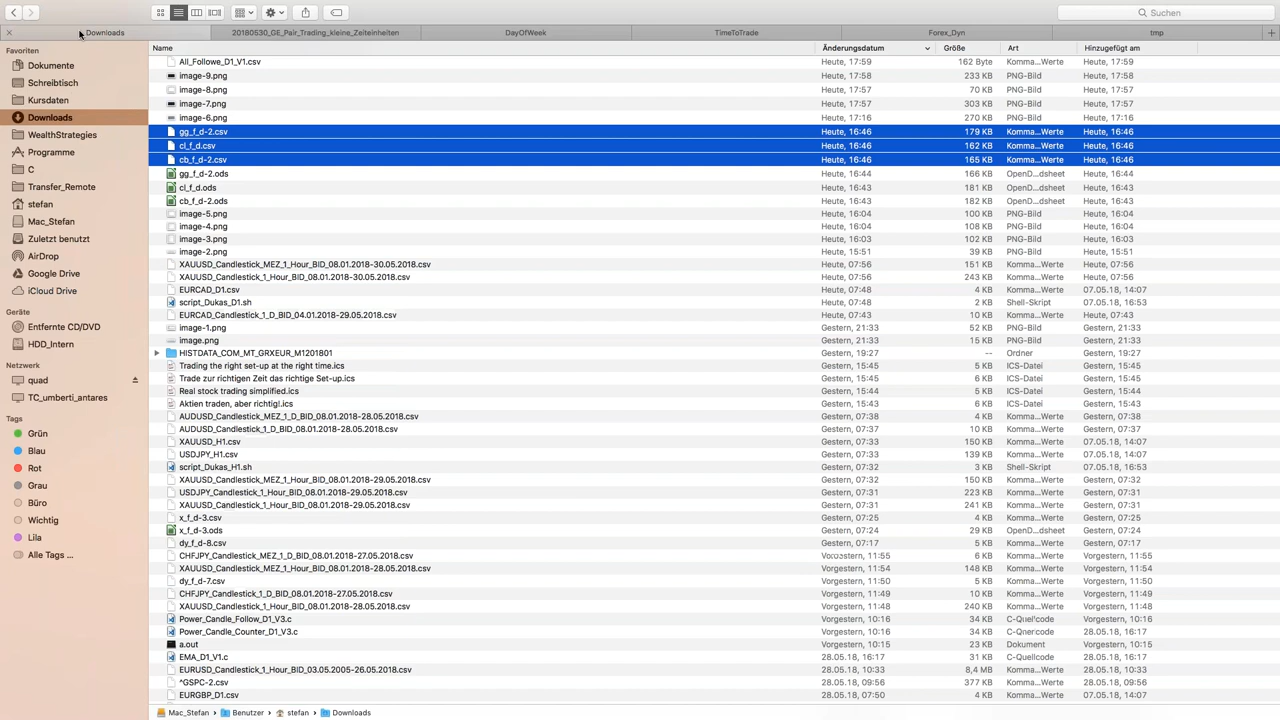 Suchen
Downloads 20180530_GE_Pair_Trading_kleine_Zeiteinheiten DayOfWeek TimeToTrade Forex_Dyn tmp
Favoriten
Dokumente
Schreibtisch
Kursdaten
Downloads
WealthStrategies
Programme
C
Transfer_Remote
stefan
Mac_Stefan
Zuletzt benutzt
AirDrop
Google Drive
iCloud Drive
Geräte
Entfernte CD/DVD
HDD_Intern
Netzwerk
quad
TC_umberti_antares
Tags
Grün
Blau
Rot
Grau
Büro
Wichtig
Lila
Alle Tags ...
Name Änderungsdatum Größe Art Hinzugefügt am
All_Followe_D1_V1.csv Heute, 17:59 162 Byte Komma...Werte Heute, 17:59
image-9.png Heute, 17:58 233 KB PNG-Bild Heute, 17:58
image-8.png Heute, 17:57 70 KB PNG-Bild Heute, 17:57
image-7.png Heute, 17:57 303 KB PNG-Bild Heute, 17:57
image-6.png Heute, 17:16 270 KB PNG-Bild Heute, 17:16
gg_f_d-2.csv Heute, 16:46 179 KB Komma...Werte Heute, 16:46
cl_f_d.csv Heute, 16:46 162 KB Komma...Werte Heute, 16:46
cb_f_d-2.csv Heute, 16:46 165 KB Komma...Werte Heute, 16:46
gg_f_d-2.ods Heute, 16:44 166 KB OpenD...dsheet Heute, 16:44
cl_f_d.ods Heute, 16:43 181 KB OpenD...dsheet Heute, 16:43
cb_f_d-2.ods Heute, 16:43 182 KB OpenD...dsheet Heute, 16:43
image-5.png Heute, 16:04 100 KB PNG-Bild Heute, 16:04
image-4.png Heute, 16:04 108 KB PNG-Bild Heute, 16:04
image-3.png Heute, 16:03 102 KB PNG-Bild Heute, 16:03
image-2.png Heute, 15:51 39 KB PNG-Bild Heute, 15:51
XAUUSD_Candlestick_MEZ_1_Hour_BID_08.01.2018-30.05.2018.csv Heute, 07:56 151 KB Komma...Werte Heute, 07:56
XAUUSD_Candlestick_1_Hour_BID_08.01.2018-30.05.2018.csv Heute, 07:56 243 KB Komma...Werte Heute, 07:56
EURCAD_D1.csv Heute, 07:48 4 KB Komma...Werte 07.05.18, 14:07
script_Dukas_D1.sh Heute, 07:48 2 KB Shell-Skript 07.05.18, 16:53
EURCAD_Candlestick_1_D_BID_04.01.2018-29.05.2018.csv Heute, 07:43 10 KB Komma...Werte Heute, 07:43
image-1.png Gestern, 21:33 52 KB PNG-Bild Gestern, 21:33
image.png Gestern, 21:33 15 KB PNG-Bild Gestern, 21:33
HISTDATA_COM_MT_GRXEUR_M1201801 Gestern, 19:27 -- Ordner Gestern, 19:27
Trading the right set-up at the right time.ics Gestern, 15:45 5 KB ICS-Datei Gestern, 15:45
Trade zur richtigen Zeit das richtige Set-up.ics Gestern, 15:45 6 KB ICS-Datei Gestern, 15:45
Real stock trading simplified.ics Gestern, 15:44 5 KB ICS-Datei Gestern, 15:44
Aktien traden, aber richtig!.ics Gestern, 15:43 6 KB ICS-Datei Gestern, 15:43
AUDUSD_Candlestick_MEZ_1_D_BID_08.01.2018-28.05.2018.csv Gestern, 07:38 6 KB Komma...Werte Gestern, 07:38
AUDUSD_Candlestick_1_D_BID_08.01.2018-28.05.2018.csv Gestern, 07:37 10 KB Komma...Werte Gestern, 07:37
XAUUSD_H1.csv Gestern, 07:33 150 KB Komma...Werte 07.05.18, 14:07
USDJPY_H1.csv Gestern, 07:33 139 KB Komma...Werte 07.05.18, 14:07
script_Dukas_H1.sh Gestern, 07:32 3 KB Shell-Skript 07.05.18, 16:53
XAUUSD_Candlestick_MEZ_1_Hour_BID_08.01.2018-29.05.2018.csv Gestern, 07:32 150 KB Komma...Werte Gestern, 07:32
USDJPY_Candlestick_1_Hour_BID_08.01.2018-29.05.2018.csv Gestern, 07:31 223 KB Komma...Werte Gestern, 07:31
XAUUSD_Candlestick_1_Hour_BID_08.01.2018-29.05.2018.csv Gestern, 07:31 241 KB Komma...Werte Gestern, 07:31
x_f_d-3.csv Gestern, 07:25 4 KB Komma...Werte Gestern, 07:25
x_f_d-3.ods Gestern, 07:24 29 KB OpenD...dsheet Gestern, 07:24
dy_f_d-8.csv Gestern, 07:17 5 KB Komma...Werte Gestern, 07:17
CHFJPY_Candlestick_MEZ_1_D_BID_08.01.2018-27.05.2018.csv Vorgestern, 11:55 6 KB Komma...Werte Vorgestern, 11:55
XAUUSD_Candlestick_MEZ_1_Hour_BID_08.01.2018-28.05.2018.csv Vorgestern, 11:54 148 KB Komma...Werte Vorgestern, 11:54
dy_f_d-7.csv Vorgestern, 11:50 6 KB Komma...Werte Vorgestern, 11:50
CHFJPY_Candlestick_1_D_BID_08.01.2018-27.05.2018.csv Vorgestern, 11:49 10 KB Komma...Werte Vorgestern, 11:49
XAUUSD_Candlestick_1_Hour_BID_08.01.2018-28.05.2018.csv Vorgestern, 11:48 240 KB Komma...Werte Vorgestern, 11:48
Power_Candle_Follow_D1_V3.c Vorgestern, 10:16 34 KB C-Quellcode Vorgestern, 10:16
Power_Candle_Counter_D1_V3.c Vorgestern, 10:16 34 KB C-Quellcode 28.05.18, 16:17
a.out Vorgestern, 10:15 23 KB Dokument Vorgestern, 10:15
EMA_D1_V1.c 28.05.18, 16:17 31 KB C-Quellcode 28.05.18, 16:17
EURUSD_Candlestick_1_Hour_BID_03.05.2005-26.05.2018.csv 28.05.18, 10:33 8,4 MB Komma...Werte 28.05.18, 10:33
^GSPC-2.csv 28.05.18, 09:56 377 KB Komma...Werte 28.05.18, 09:56
EURGBP_D1.csv 28.05.18, 07:50 4 KB Komma...Werte 07.05.18, 14:07
Mac_Stefan Benutzer stefan Downloads